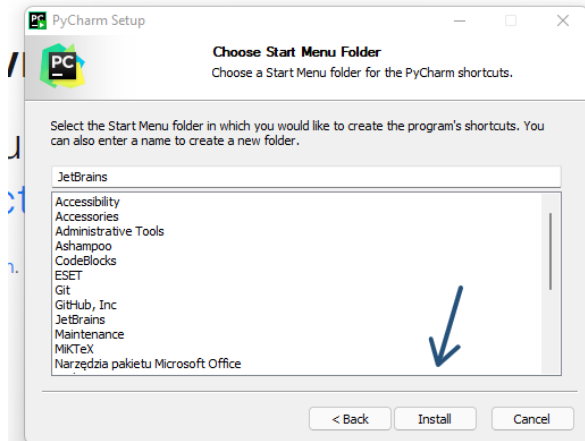 PC PyCharm Setup
PC
Choose Start Menu Folder
Choose a Start Menu folder for the PyCharm shortcuts.
Select the Start Menu folder in which you would like to create the program's shortcuts. You
can also enter a name to create a new folder.
JetBrains
Accessibility
Accessories
Administrative Tools
Ashampoo
CodeBlocks
ESET
Git
GitHub, Inc
JetBrains
Maintenance
MiKTeX
Narzędzia pakietu Microsoft Office
< Back
Install
Cancel